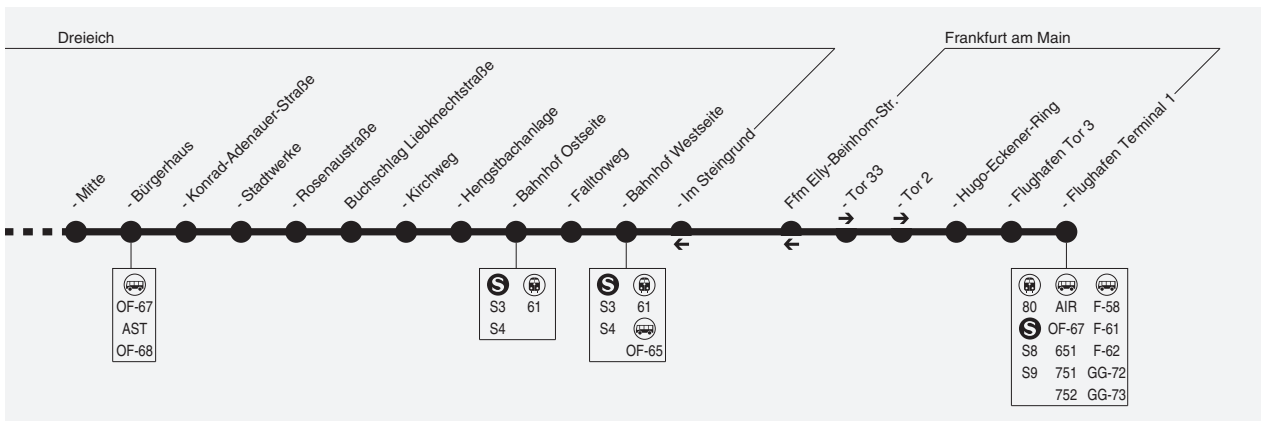 Dreieich
Frankfurt am Main
- Mitte
- Bürgerhaus
- Konrad-Adenauer-Straße
- Stadtwerke
- Rosenaustraße
Buchschlag Liebknechtstraße
- Kirchweg
- Hengstbachanlage
- Bahnhof Ostseite
- Falltorweg
- Bahnhof Westseite
- Im Steingrund
Ffm Elly-Beinhorn-Str.
- Tor 33
- Tor 2
- Hugo-Eckener-Ring
- Flughafen Tor 3
- Flughafen Terminal 1
OF-67
AST
OF-68
S
S3 61
S4
S
S3 61
S4
OF-65
80 AIR F-58
S OF-67 F-61
S8 651 F-62
S9 751 GG-72
752 GG-73